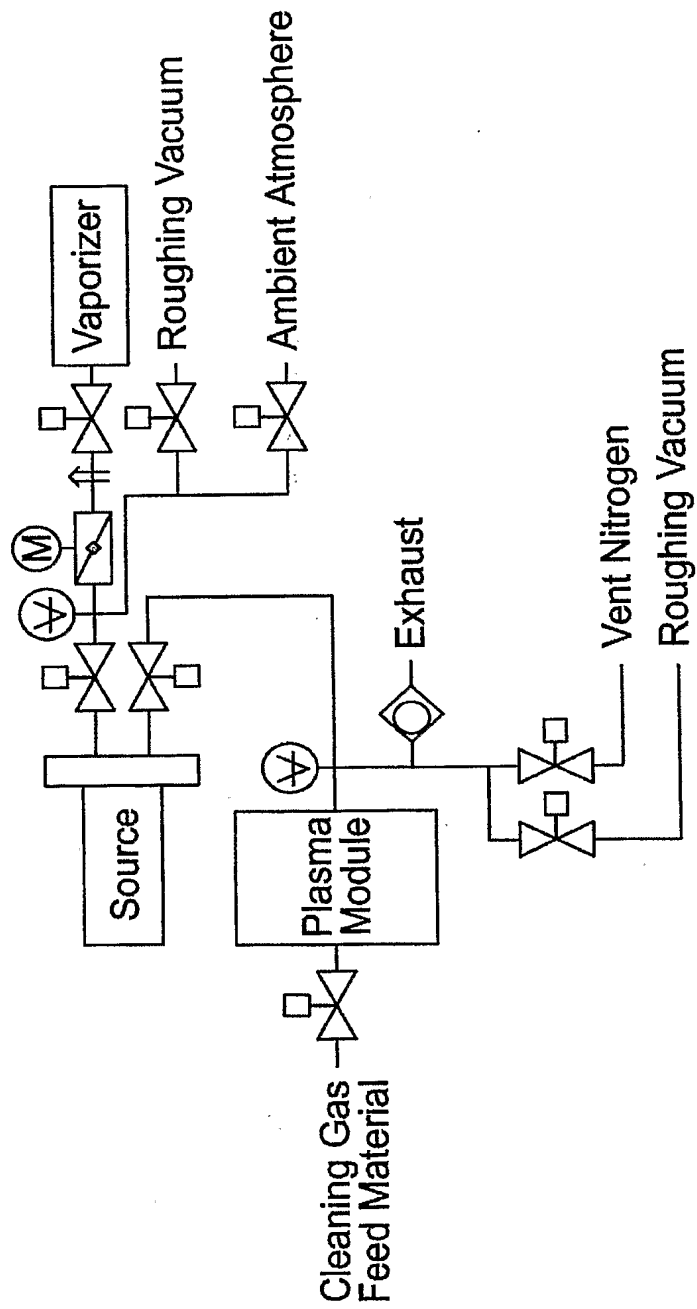 Vaporizer
Roughing Vacuum
Ambient Atmosphere
M
Source
Exhaust
Plasma
Module
Vent Nitrogen
Roughing Vacuum
Cleaning Gas
Feed Material